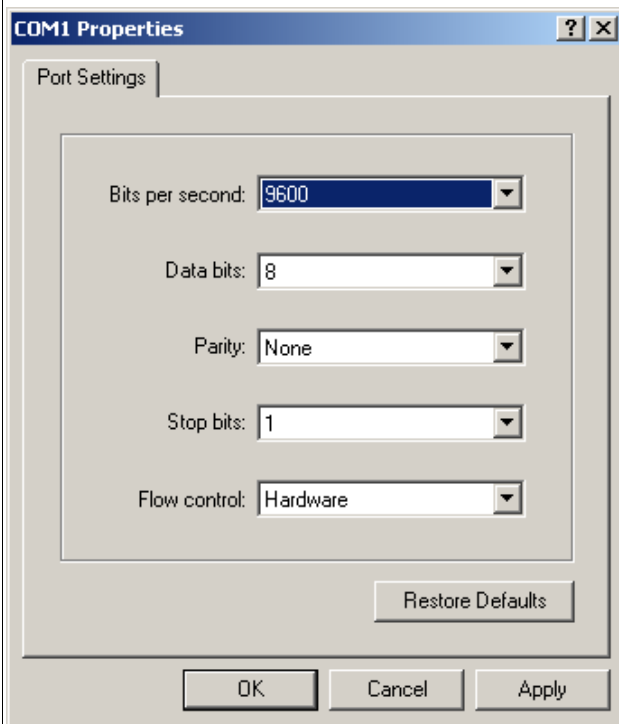 COM1 Properties
Port Settings
Bits per second: 9600
Data bits: 8
Parity: None
Stop bits: 1
Flow control: Hardware
Restore Defaults
OK Cancel Apply